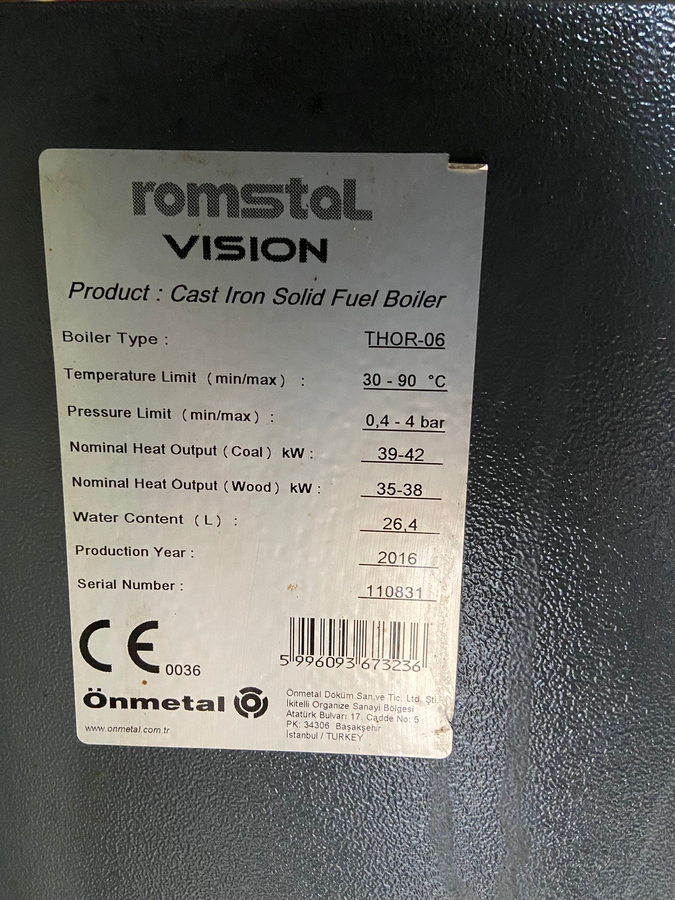 romstal
VISION
Product : Cast Iron Solid Fuel Boiler
Boiler Type : THOR-06
Temperature Limit ( min/max ) : 30 - 90 °C
Pressure Limit ( min/max ) : 0,4 - 4 bar
Nominal Heat Output ( Coal ) kW : 39-42
Nominal Heat Output ( Wood ) kW : 35-38
Water Content ( L ) : 26,4
Production Year : 2016
Serial Number : 110831
CE 0036
5 996093 673236
Önmetal
www.onmetal.com.tr
Önmetal Döküm San.ve Tic. Ltd. Şti.
İkitelli Organize Sanayi Bölgesi
Atatürk Bulvarı 17. Cadde No: 5
PK: 34306 Başakşehir
İstanbul / TURKEY